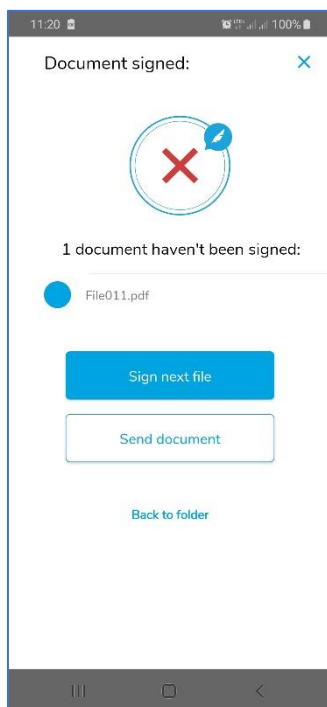 11:20 100%
Document signed:
1 document haven't been signed:
File011.pdf
Sign next file
Send document
Back to folder